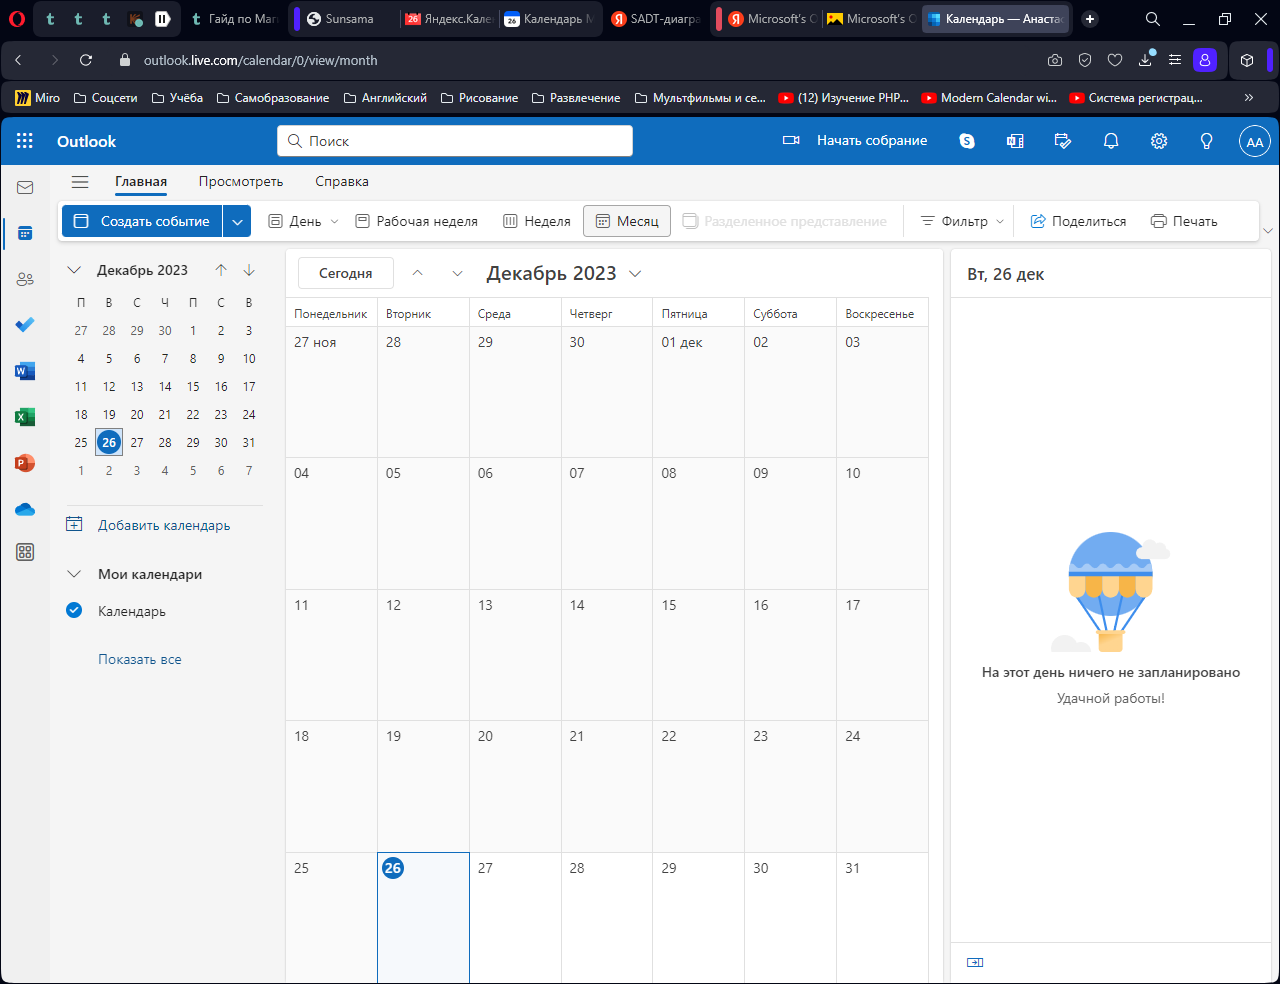 Гайд по Маг
Sunsama
Яндекс.Кале
Календарь М
SADT-диагра
Microsoft's O
Microsoft's O
Календарь — Анаста
outlook.live.com/calendar/0/view/month
Miro
Соцсети
Учёба
Самобразование
Английский
Рисование
Развлечение
Мультфильмы и се...
(12) Изучение PHP...
Modern Calendar wi...
Система регистрац...
Outlook
Поиск
Начать собрание
AA
Главная
Просмотреть
Справка
Создать событие
День
Рабочая неделя
Неделя
Месяц
Разделенное представление
Фильтр
Поделиться
Печать
Декабрь 2023
П В С Ч П С В
27 28 29 30 1 2 3
4 5 6 7 8 9 10
11 12 13 14 15 16 17
18 19 20 21 22 23 24
25 26 27 28 29 30 31
1 2 3 4 5 6 7
Добавить календарь
Мои календари
Календарь
Показать все
Сегодня
Декабрь 2023
Понедельник Вторник Среда Четверг Пятница Суббота Воскресенье
27 ноя 28 29 30 01 дек 02 03
04 05 06 07 08 09 10
11 12 13 14 15 16 17
18 19 20 21 22 23 24
25 26 27 28 29 30 31
Вт, 26 дек
На этот день ничего не запланировано
Удачной работы!